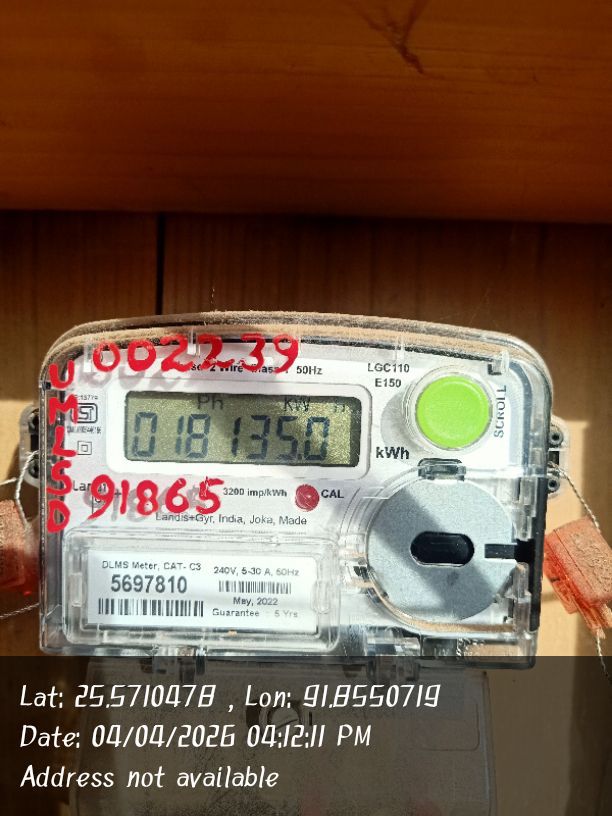 002239
2 Wire
50Hz
LGC110
E150
UMLSD
SCROLL
Ph kW h
018135.0
kWh
91865
3200 imp/kWh
CAL
Landis+Gyr, India, Joka, Made
DLMS Meter, CAT- C3
240V, 5-30 A, 50Hz
5697810
May, 2022
Guarantee : 5 Yrs
Lat: 25.5710478 , Lon: 91.8550719
Date: 04/04/2026 04:12:11 PM
Address not available